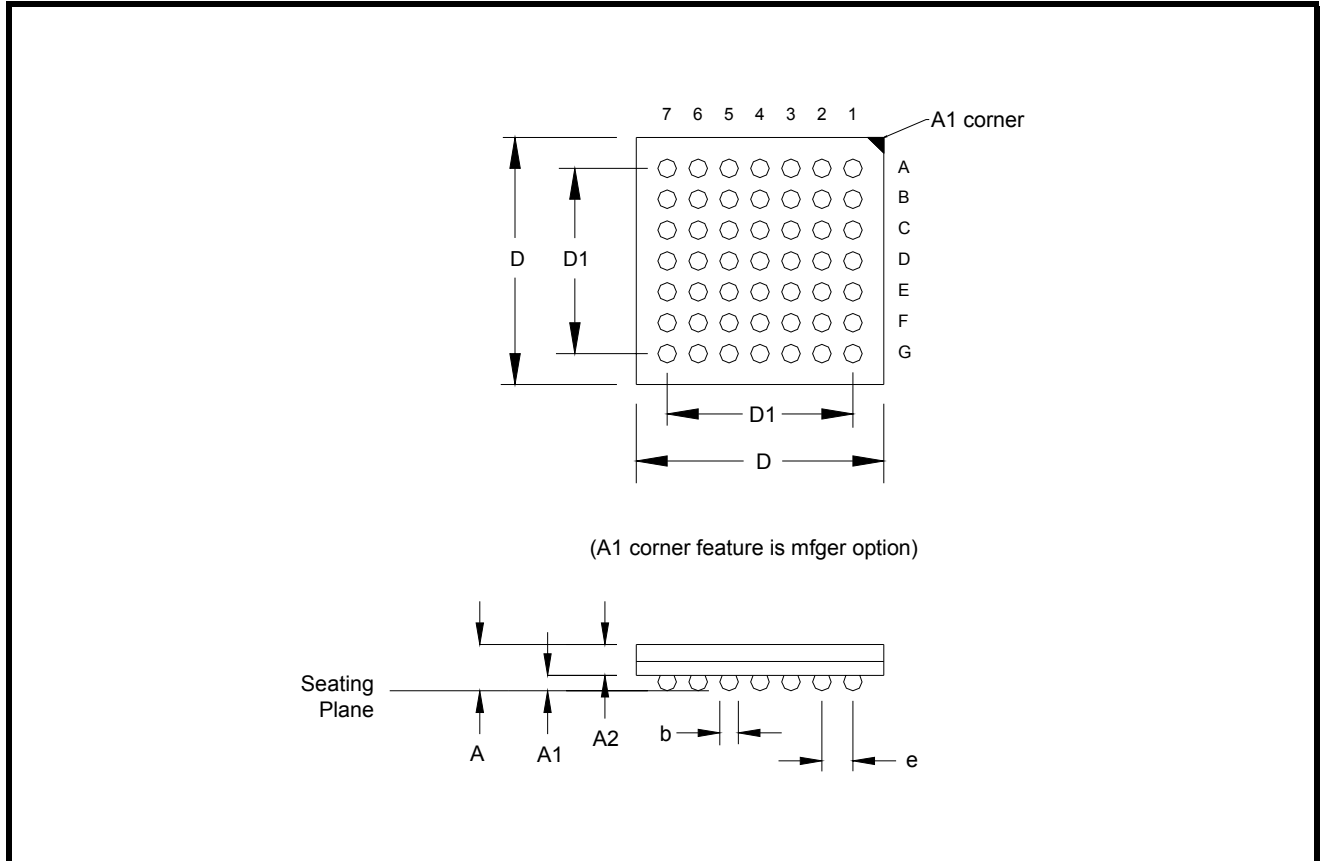 7 6 5 4 3 2 1
A1 corner
A
B
C
D
E
F
G
D
D1
D1
D
(A1 corner feature is mfger option)
Seating
Plane
A
A1
A2
b
e